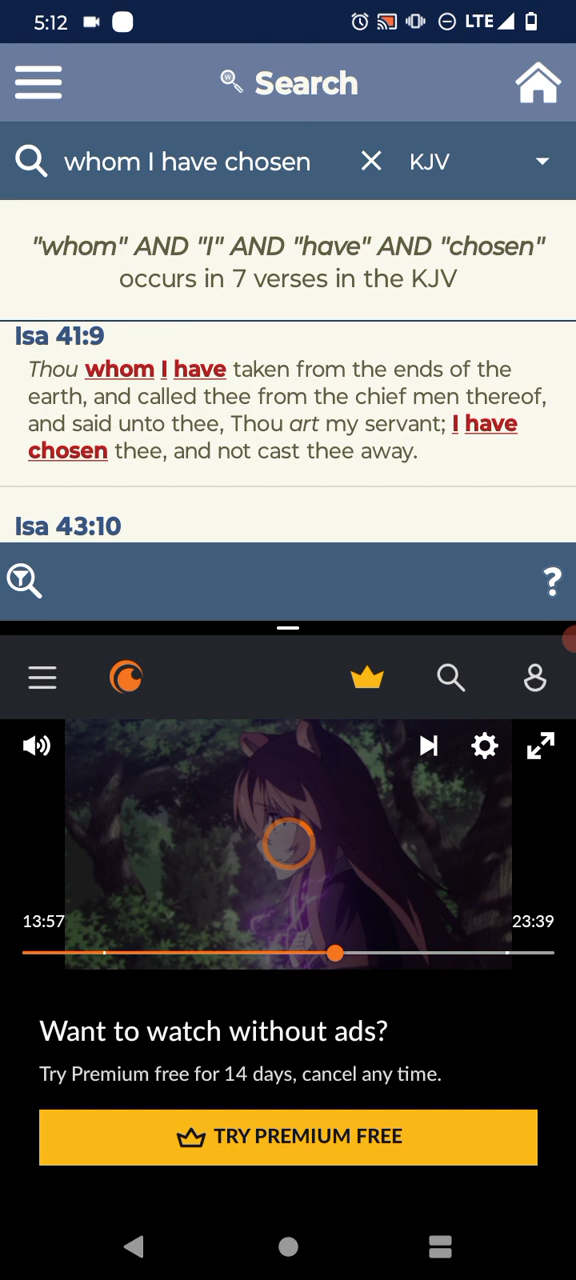 5:12
LTE
Search
whom I have chosen
KJV
"whom" AND "I" AND "have" AND "chosen"
occurs in 7 verses in the KJV
Isa 41:9
Thou whom I have taken from the ends of the
earth, and called thee from the chief men thereof,
and said unto thee, Thou art my servant; I have
chosen thee, and not cast thee away.
Isa 43:10
?
13:57
23:39
Want to watch without ads?
Try Premium free for 14 days, cancel any time.
TRY PREMIUM FREE